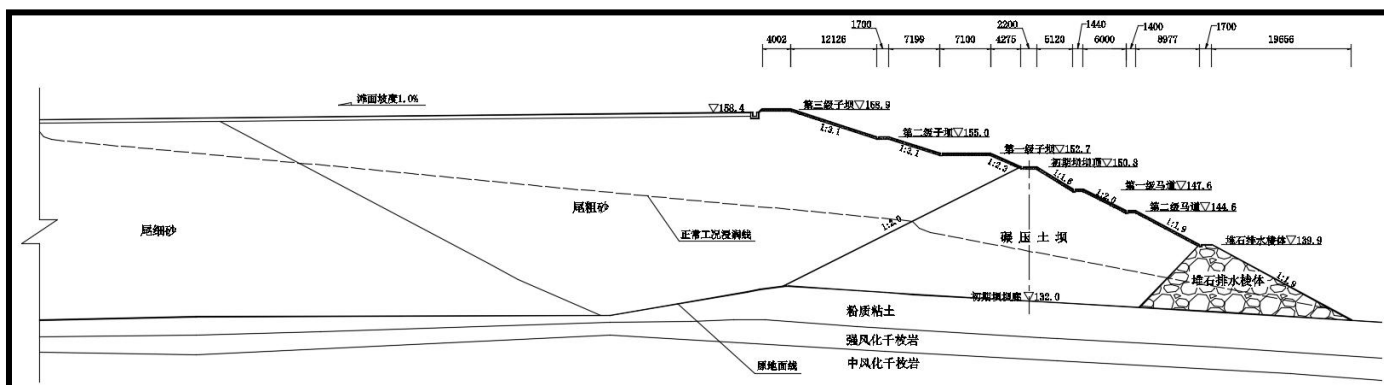 1700
2200
1440
1400
1700
4002
12126
7199
7100
4275
5120
6000
8977
19656
滩面坡度1.0%
▽158.4
第三级子坝▽158.9
1:3.1
第二级子坝▽155.0
1:3.1
第一级子坝▽152.7
1:2.3
初期坝坝顶▽150.8
1:1.6
第一级马道▽147.6
1:2.0
第二级马道▽144.6
1:1.9
堆石排水棱体▽139.9
1:1.9
尾细砂
尾粗砂
正常工况浸润线
1:2.0
碾压土坝
堆石排水棱体
初期坝坝底▽132.0
粉质粘土
强风化千枚岩
中风化千枚岩
原地面线